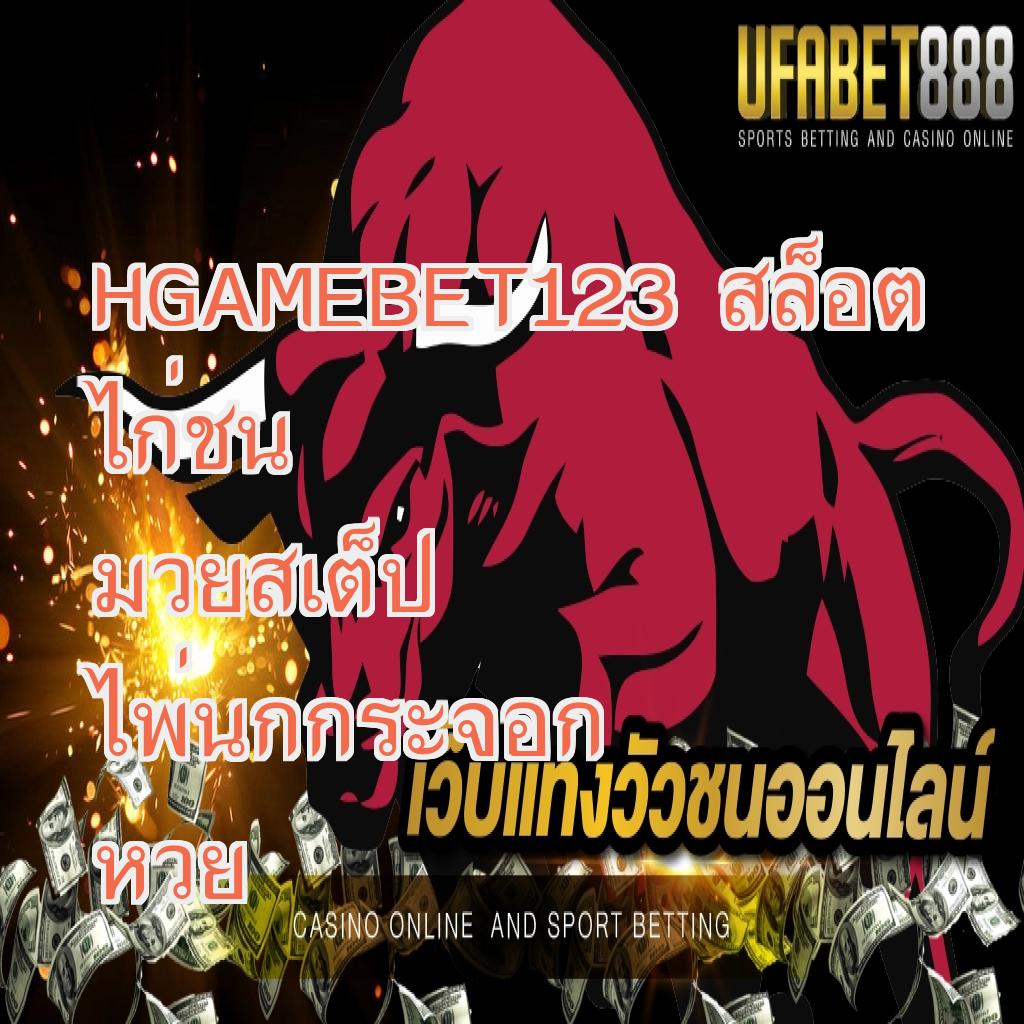 UFABET888
SPORTS BETTING AND CASINO ONLINE
HGAMEBET123 สล็อต
ไก่ชน
มวยสเต็ป
ไพ่นกกระจอก
เว็บแทงวัวชนออนไลน์
หวย
CASINO ONLINE AND SPORT BETTING